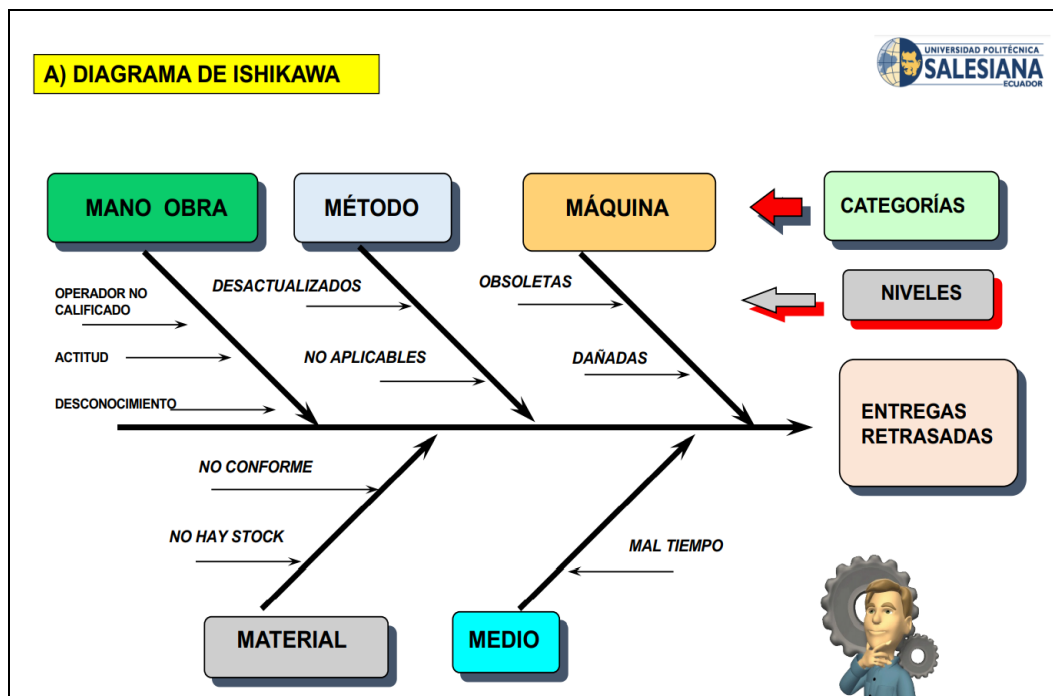 A) DIAGRAMA DE ISHIKAWA
UNIVERSIDAD POLITÉCNICA
SALESIANA
ECUADOR
MANO OBRA
MÉTODO
MÁQUINA
CATEGORÍAS
OPERADOR NO
CALIFICADO
ACTITUD
DESCONOCIMIENTO
DESACTUALIZADOS
NO APLICABLES
OBSOLETAS
DAÑADAS
NIVELES
ENTREGAS
RETRASADAS
NO CONFORME
NO HAY STOCK
MAL TIEMPO
MATERIAL
MEDIO